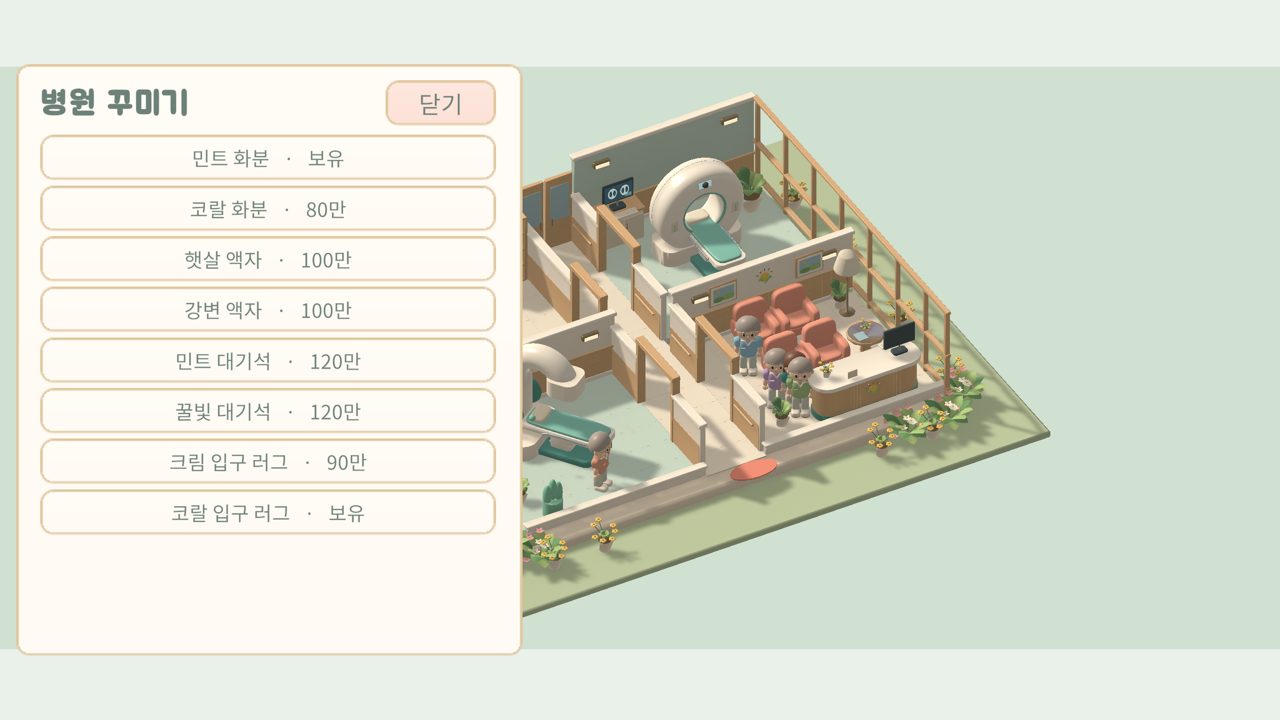 병원 꾸미기
닫기
민트 화분 · 보유
코랄 화분 · 80만
햇살 액자 · 100만
강변 액자 · 100만
민트 대기석 · 120만
꿀빛 대기석 · 120만
크림 입구 러그 · 90만
코랄 입구 러그 · 보유